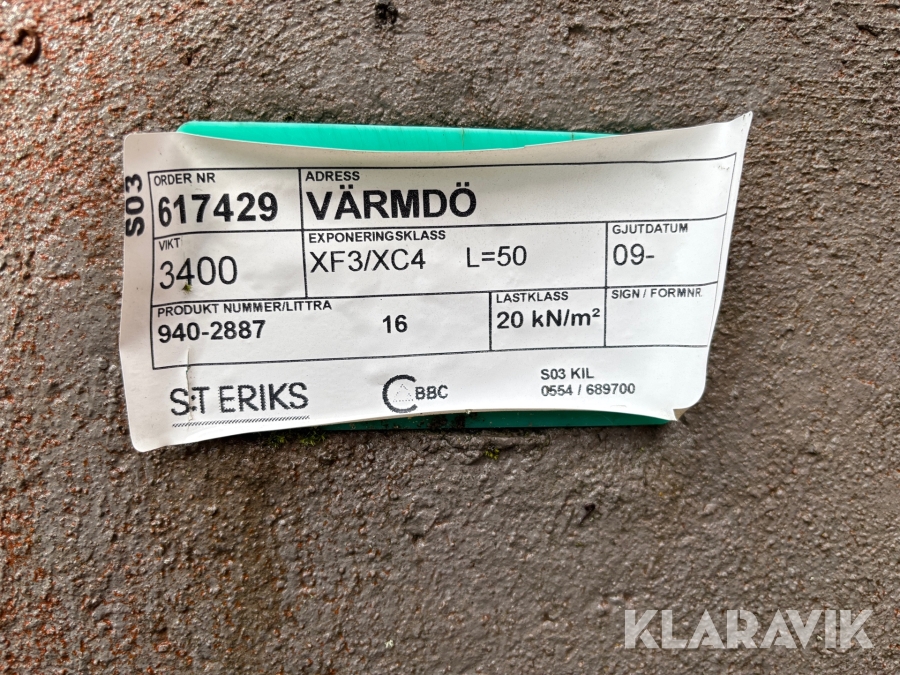 S03
ORDER NR
617429
ADRESS
VÄRMDÖ
VIKT
3400
EXPONERINGSKLASS
XF3/XC4 L=50
GJUTDATUM
09-
PRODUKT NUMMER/LITTRA
940-2887 16
LASTKLASS
20 kN/m²
SIGN / FORMNR
S:T ERIKS
BBC
S03 KIL
0554 / 689700
KLARAVIK